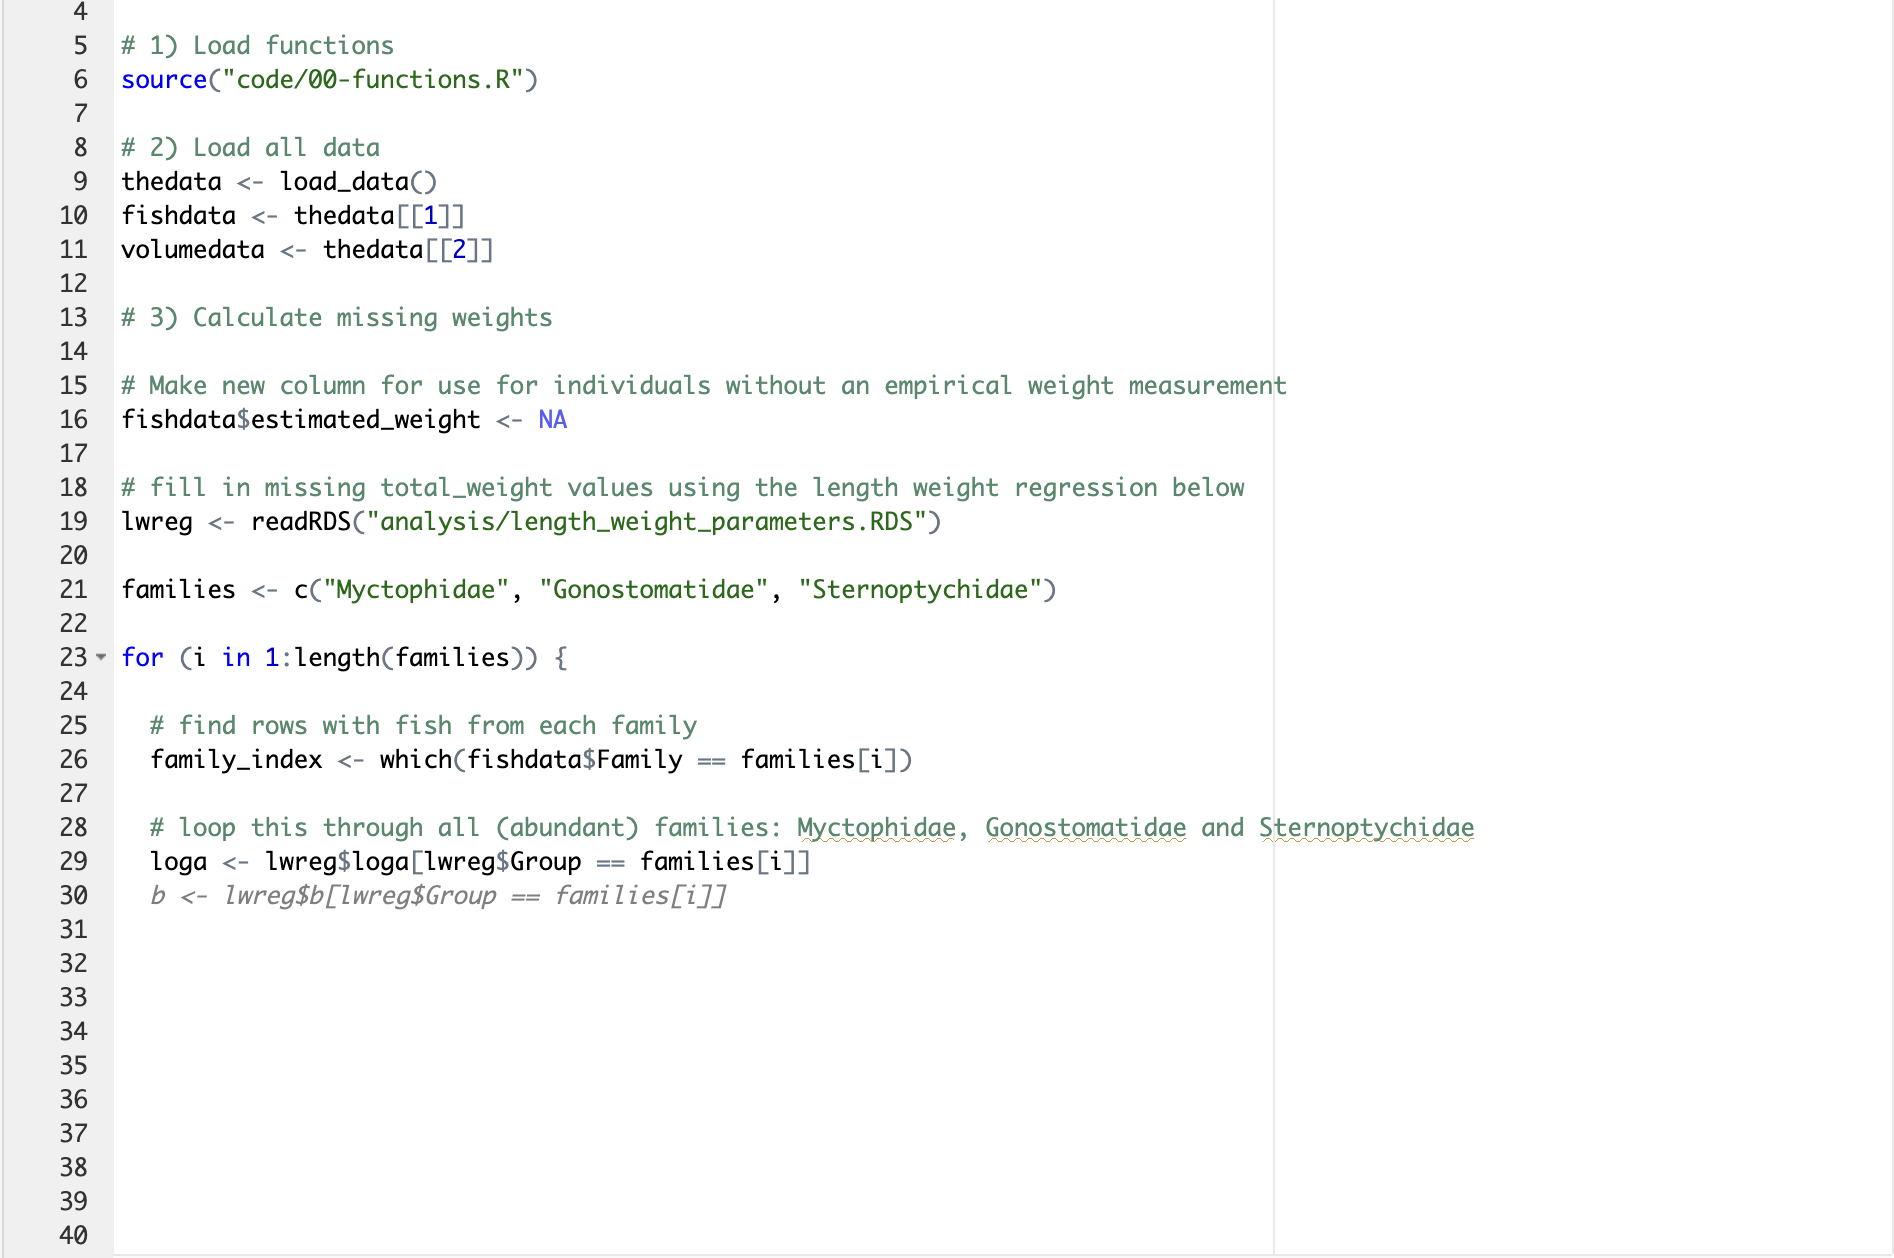 4
5 # 1) Load functions
6 source("code/00-functions.R")
7
8 # 2) Load all data
9 thedata <- load_data()
10 fishdata <- thedata[[1]]
11 volumedata <- thedata[[2]]
12
13 # 3) Calculate missing weights
14
15 # Make new column for use for individuals without an empirical weight measurement
16 fishdata$estimated_weight <- NA
17
18 # fill in missing total_weight values using the length weight regression below
19 lwreg <- readRDS("analysis/length_weight_parameters.RDS")
20
21 families <- c("Myctophidae", "Gonostomatidae", "Sternoptychidae")
22
23 for (i in 1:length(families)) {
24
25 # find rows with fish from each family
26 family_index <- which(fishdata$Family == families[i])
27
28 # loop this through all (abundant) families: Myctophidae, Gonostomatidae and Sternoptychidae
29 loga <- lwreg$loga[lwreg$Group == families[i]]
30 b <- lwreg$b[lwreg$Group == families[i]]
31
32
33
34
35
36
37
38
39
40